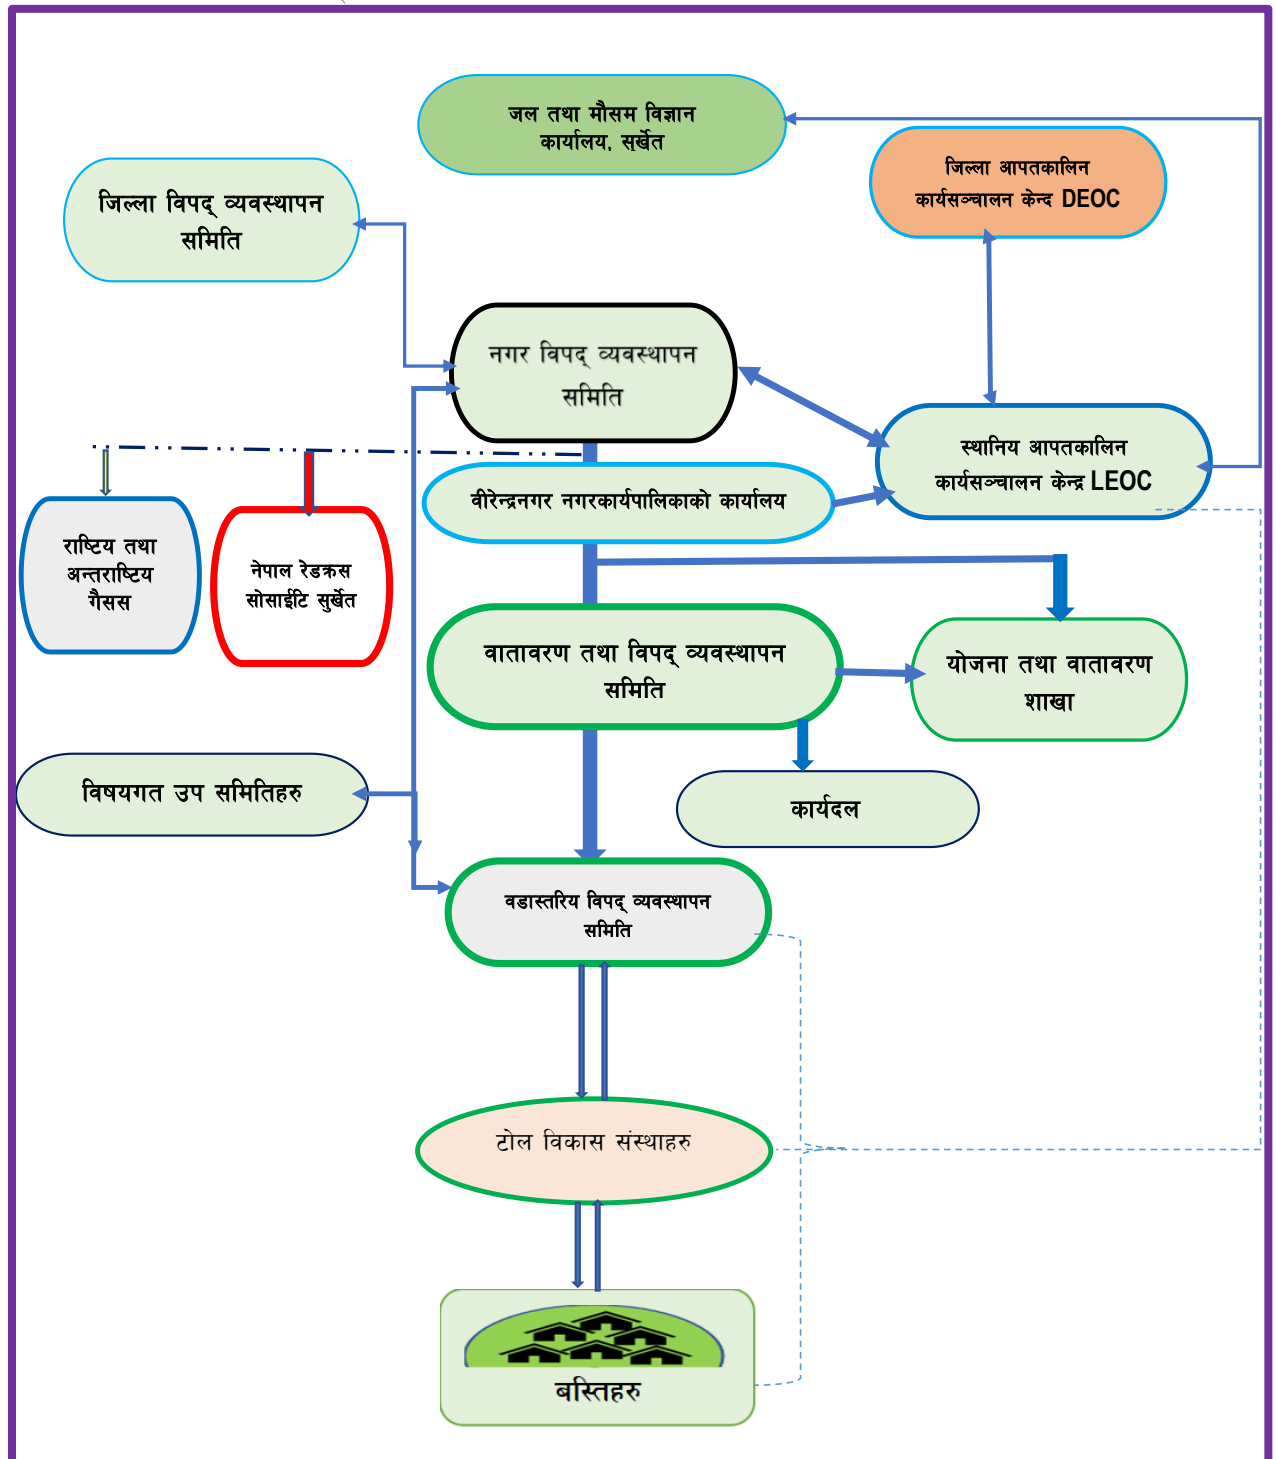 जल तथा मौसम विज्ञान
कार्यालय, सुर्खेत
जिल्ला आपतकालिन
कार्यसञ्चालन केन्द DEOC
जिल्ला विपद् व्यवस्थापन
समिति
नगर विपद् व्यवस्थापन
समिति
स्थानिय आपतकालिन
कार्यसञ्चालन केन्द्र LEOC
वीरेन्द्रनगर नगरकार्यपालिकाको कार्यालय
राष्टिय तथा
अन्तराष्टिय
गैसस
नेपाल रेडक्रस
सोसाईटि सुर्खेत
वातावरण तथा विपद् व्यवस्थापन
समिति
योजना तथा वातावरण
शाखा
विषयगत उप समितिहरु
कार्यदल
वडास्तरिय विपद् व्यवस्थापन
समिति
टोल विकास संस्थाहरु
बस्तिहरु